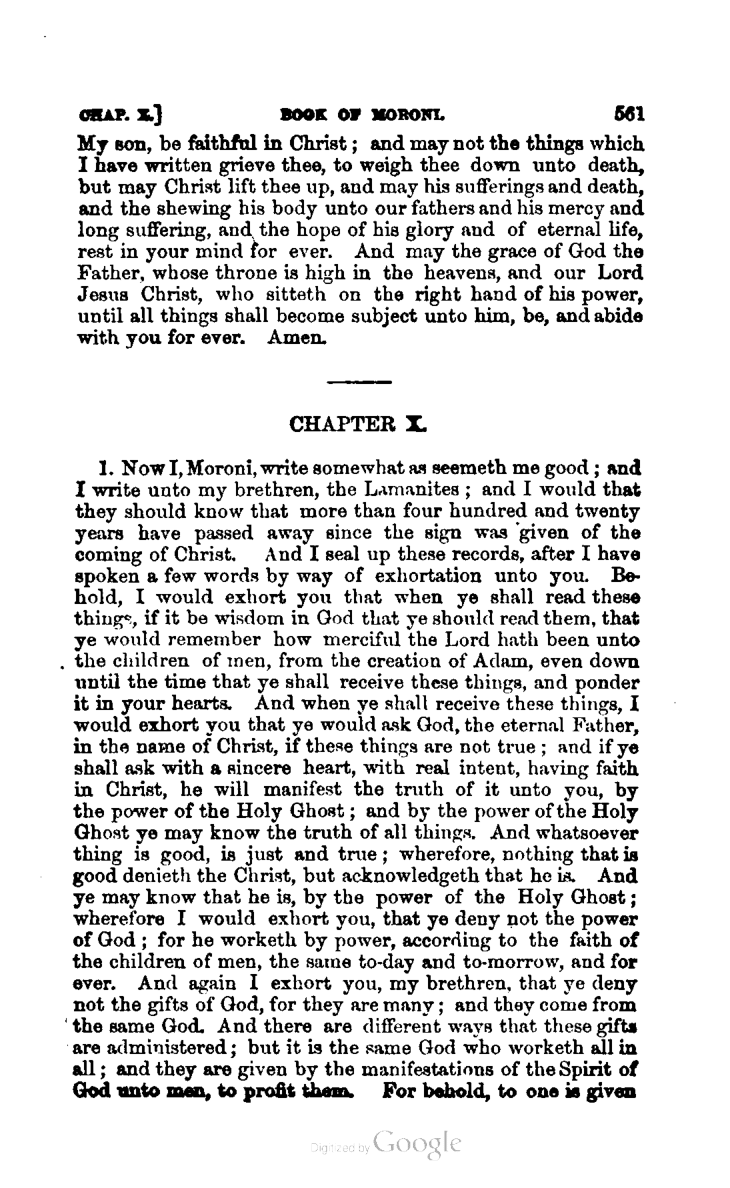 CHAP. X.] BOOK OF MORONI. 561
My son, be faithful in Christ; and may not the things which
I have written grieve thee, to weigh thee down unto death,
but may Christ lift thee up, and may his sufferings and death,
and the shewing his body unto our fathers and his mercy and
long suffering, and the hope of his glory and of eternal life,
rest in your mind for ever. And may the grace of God the
Father, whose throne is high in the heavens, and our Lord
Jesus Christ, who sitteth on the right hand of his power,
until all things shall become subject unto him, be, and abide
with you for ever. Amen.
CHAPTER X.
1. Now I, Moroni, write somewhat as seemeth me good; and
I write unto my brethren, the Lamanites; and I would that
they should know that more than four hundred and twenty
years have passed away since the sign was given of the
coming of Christ. And I seal up these records, after I have
spoken a few words by way of exhortation unto you. Be-
hold, I would exhort you that when ye shall read these
things, if it be wisdom in God that ye should read them, that
ye would remember how merciful the Lord hath been unto
the children of men, from the creation of Adam, even down
until the time that ye shall receive these things, and ponder
it in your hearts. And when ye shall receive these things, I
would exhort you that ye would ask God, the eternal Father,
in the name of Christ, if these things are not true; and if ye
shall ask with a sincere heart, with real intent, having faith
in Christ, he will manifest the truth of it unto you, by
the power of the Holy Ghost; and by the power of the Holy
Ghost ye may know the truth of all things. And whatsoever
thing is good, is just and true; wherefore, nothing that is
good denieth the Christ, but acknowledgeth that he is. And
ye may know that he is, by the power of the Holy Ghost;
wherefore I would exhort you, that ye deny not the power
of God; for he worketh by power, according to the faith of
the children of men, the same to-day and to-morrow, and for
ever. And again I exhort you, my brethren, that ye deny
not the gifts of God, for they are many; and they come from
the same God. And there are different ways that these gifts
are administered; but it is the same God who worketh all in
all; and they are given by the manifestations of the Spirit of
God unto men, to profit them. For behold, to one is given
Digitized by Google